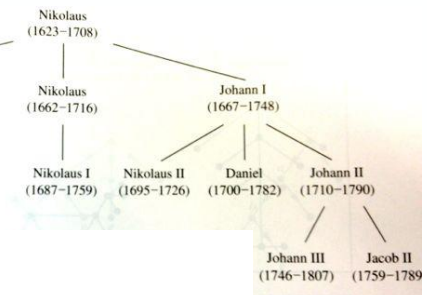 Nikolaus
(1623–1708)
Nikolaus
(1662–1716)
Johann I
(1667–1748)
Nikolaus I
(1687–1759)
Nikolaus II
(1695–1726)
Daniel
(1700–1782)
Johann II
(1710–1790)
Johann III
(1746–1807)
Jacob II
(1759–1789